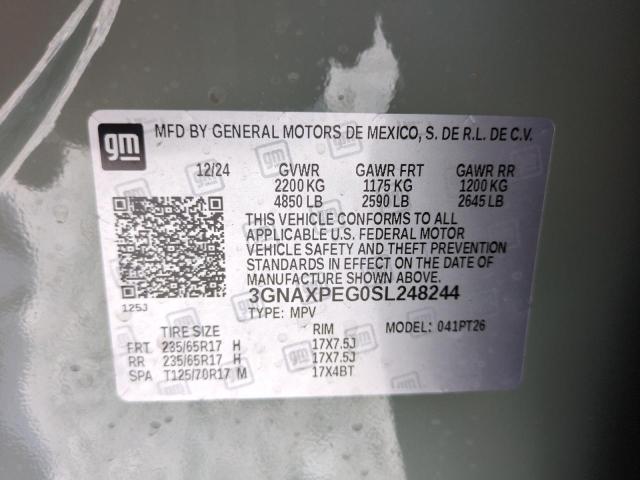 gm
MFD BY GENERAL MOTORS DE MEXICO, S. DE R.L. DE C.V.
12/24 GVWR GAWR FRT GAWR RR
2200 KG 1175 KG 1200 KG
4850 LB 2590 LB 2645 LB
THIS VEHICLE CONFORMS TO ALL
APPLICABLE U.S. FEDERAL MOTOR
VEHICLE SAFETY AND THEFT PREVENTION
STANDARDS IN EFFECT ON THE DATE OF
MANUFACTURE SHOWN ABOVE.
125J
3GNAXPEG0SL248244
TYPE: MPV
TIRE SIZE RIM MODEL: 041PT26
FRT 235/65R17 H 17X7.5J
RR 235/65R17 H 17X7.5J
SPA T125/70R17 M 17X4BT